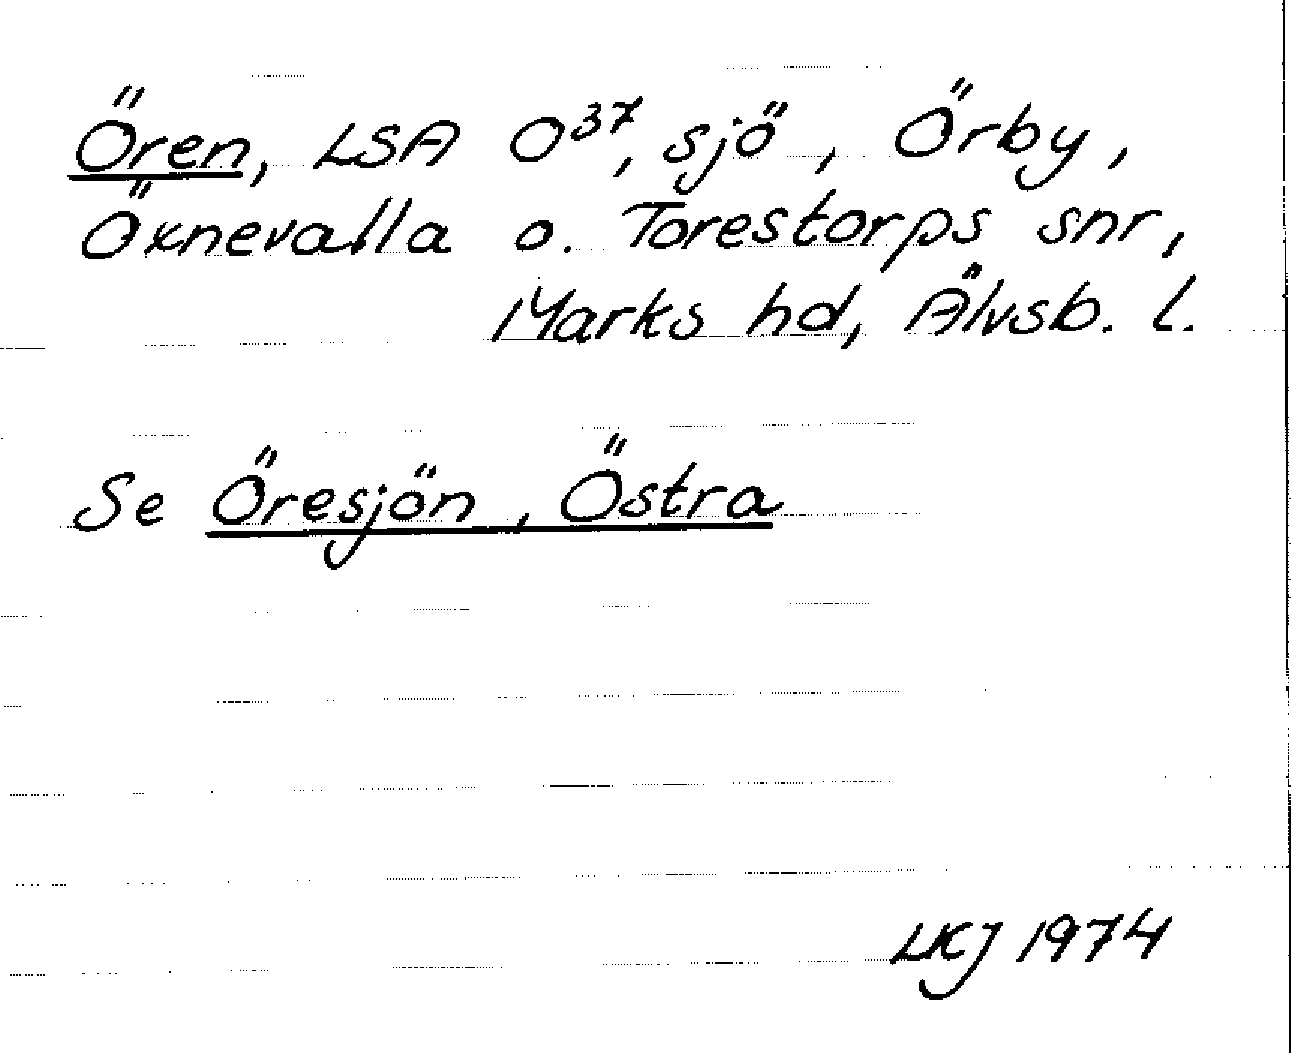 Ören, LSA O³⁷, sjö, Örby,
Öxnevalla o. Torestorps snr,
Marks hd, Älvsb. l.
Se Öresjön, Östra
LKJ 1974